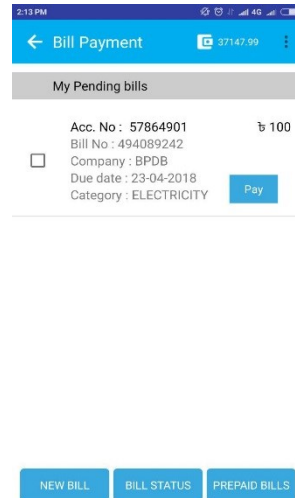 2:13 PM 4G
Bill Payment 37147.99
My Pending bills
Acc. No : 57864901 ৳ 100
Bill No : 494089242
Company : BPDB
Due date : 23-04-2018
Category : ELECTRICITY
Pay
NEW BILL BILL STATUS PREPAID BILLS